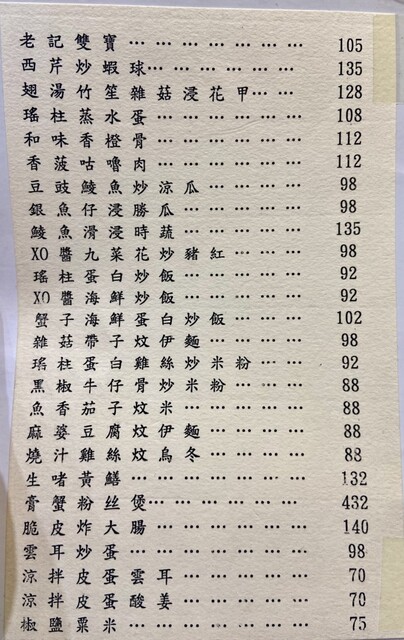 老記雙寶… … … … … … … … 105
西芹炒蝦球… … … … … … … 135
翅湯竹笙雜菇浸花甲… … … 128
瑤柱蒸水蛋… … … … … … … 108
和味香橙骨… … … … … … … 112
香菠咕嚕肉… … … … … … … 112
豆豉鯪魚炒涼瓜… … … … … 98
銀魚仔浸勝瓜… … … … … … 98
鯪魚滑浸時蔬… … … … … … 135
XO醬九菜花炒豬紅… … … … 98
瑤柱蛋白炒飯… … … … … … 92
XO醬海鮮炒飯… … … … … … 92
蟹子海鮮蛋白炒飯… … … … 102
雜菇帶子炆伊麵… … … … … 98
瑤柱蛋白雞絲炒米粉… … … 92
黑椒牛仔骨炒米粉… … … … 88
魚香茄子炆米… … … … … … 88
麻婆豆腐炆伊麵… … … … … 88
燒汁雞絲炆烏冬… … … … … 88
生啫黃鱔… … … … … … … … 132
膏蟹粉丝煲… … … … … … … 432
脆皮炸大腸… … … … … … … 140
雲耳炒蛋… … … … … … … … 98
涼拌皮蛋雲耳… … … … … … 70
涼拌皮蛋酸姜… … … … … … 70
椒鹽粟米… … … … … … … … 75